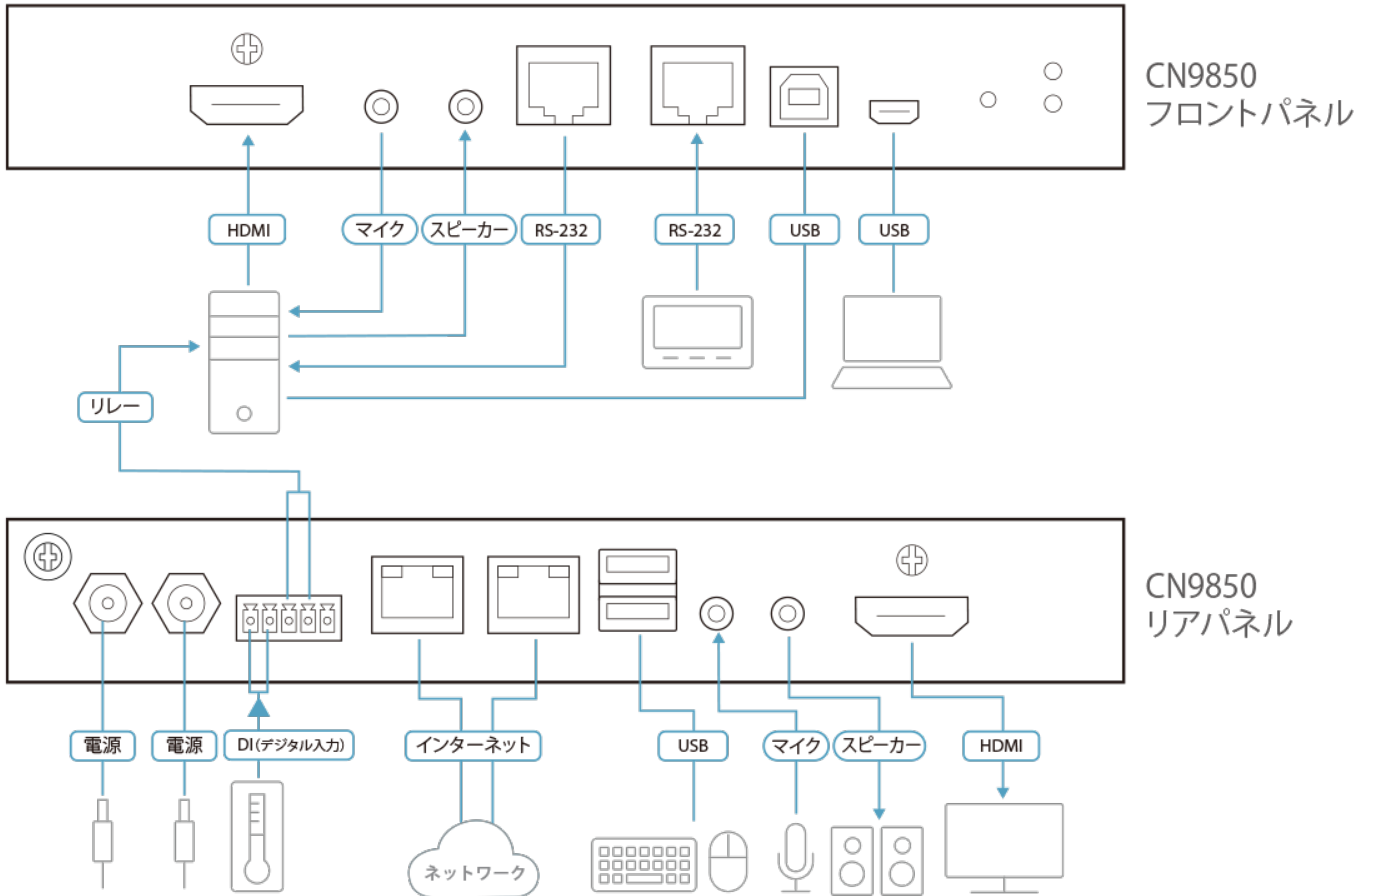 CN9850
フロントパネル
HDMI
マイク
スピーカー
RS-232
RS-232
USB
USB
リレー
CN9850
リアパネル
電源
電源
DI(デジタル入力)
インターネット
USB
マイク
スピーカー
HDMI
ネットワーク